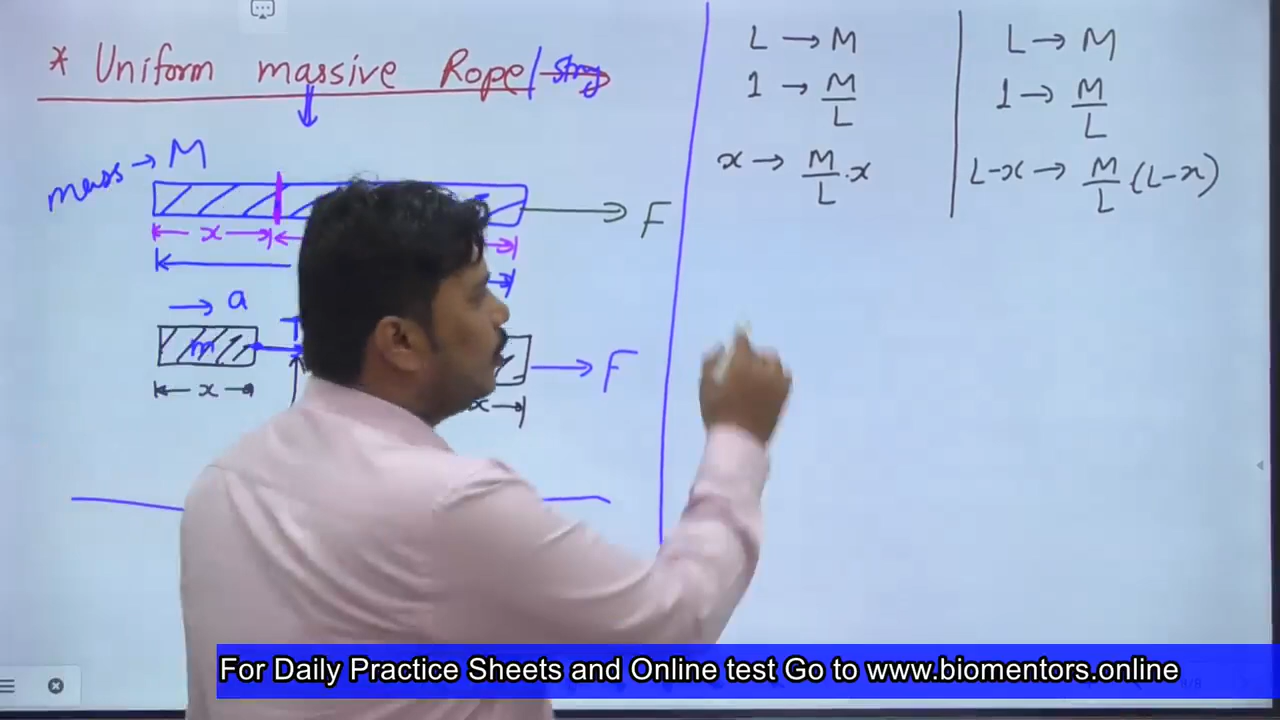 * Uniform massive Rope/
mass → M
x
F
→ a
T
m
F
x
x
L → M
1 → M/L
x → M/L . x
L → M
1 → M/L
L-x → M/L (L-x)
For Daily Practice Sheets and Online test Go to www.biomentors.online